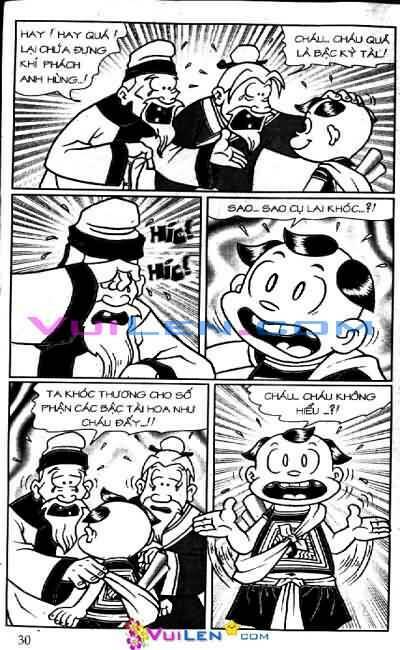 HAY! HAY QUÁ!
LẠI CHỨA ĐỰNG
KHÍ PHÁCH
ANH HÙNG...!
CHÁU... CHÁU QUẢ
LÀ BẬC KỲ TÀI..!
HÍC!
HÍC!
SAO... SAO CỤ LẠI KHÓC...?!
VuiLen.com
TA KHÓC THƯƠNG CHO SỐ
PHẬN CÁC BẬC TÀI HOA NHƯ
CHÁU ĐẤY...!!
CHÁU... CHÁU KHÔNG
HIỂU ...?!
30
VuiLen.com